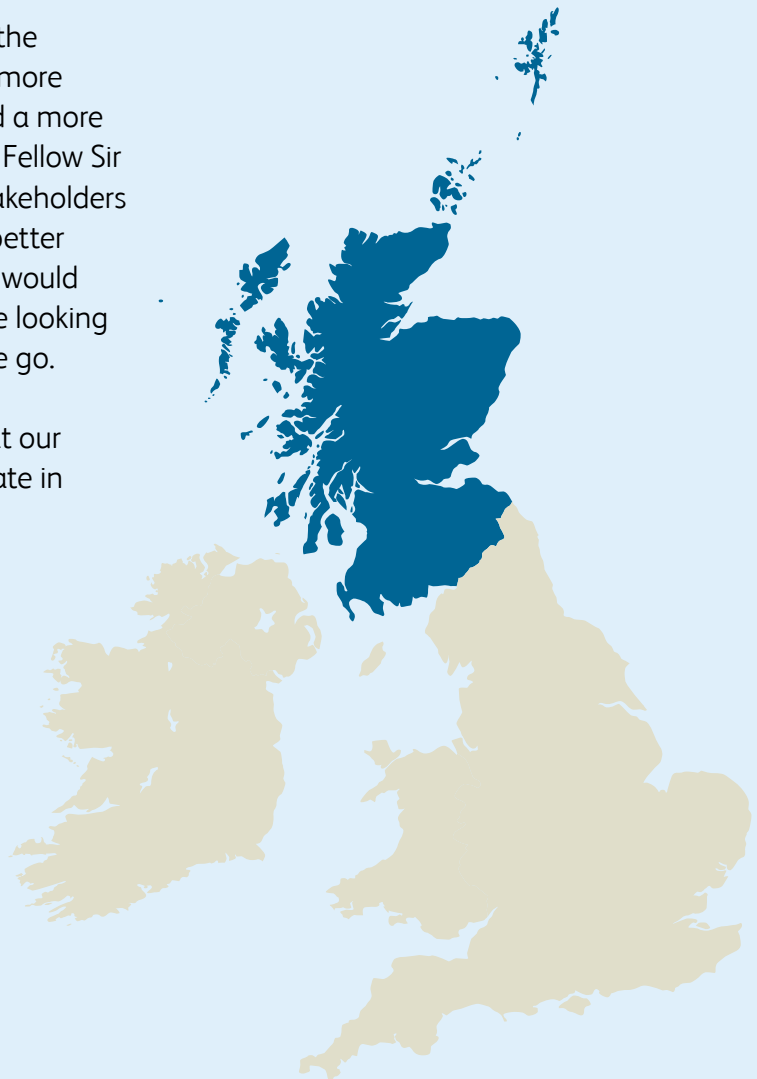 the
more
a more
Fellow Sir
akeholders
better
would
e looking
e go.
t our
ate in